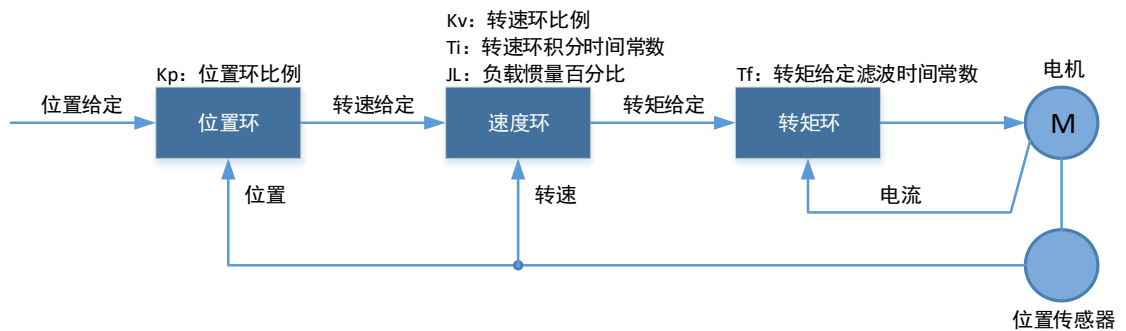 Kv：转速环比例
Ti：转速环积分时间常数
Kp：位置环比例
JL：负载惯量百分比
Tf：转矩给定滤波时间常数
电机
位置给定
位置环
转速给定
速度环
转矩给定
转矩环
M
位置
转速
电流
位置传感器